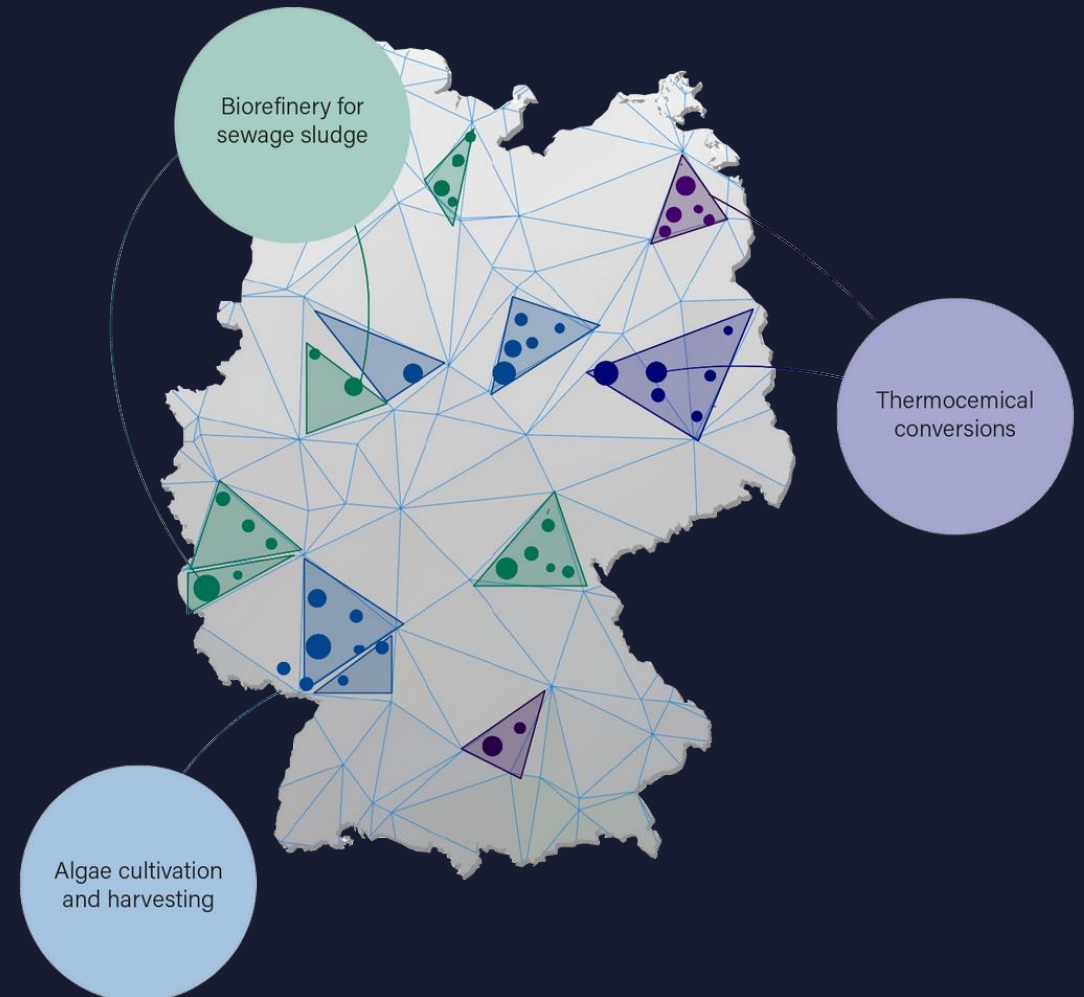 Biorefinery for
sewage sludge
Thermocemical
conversions
Algae cultivation
and harvesting